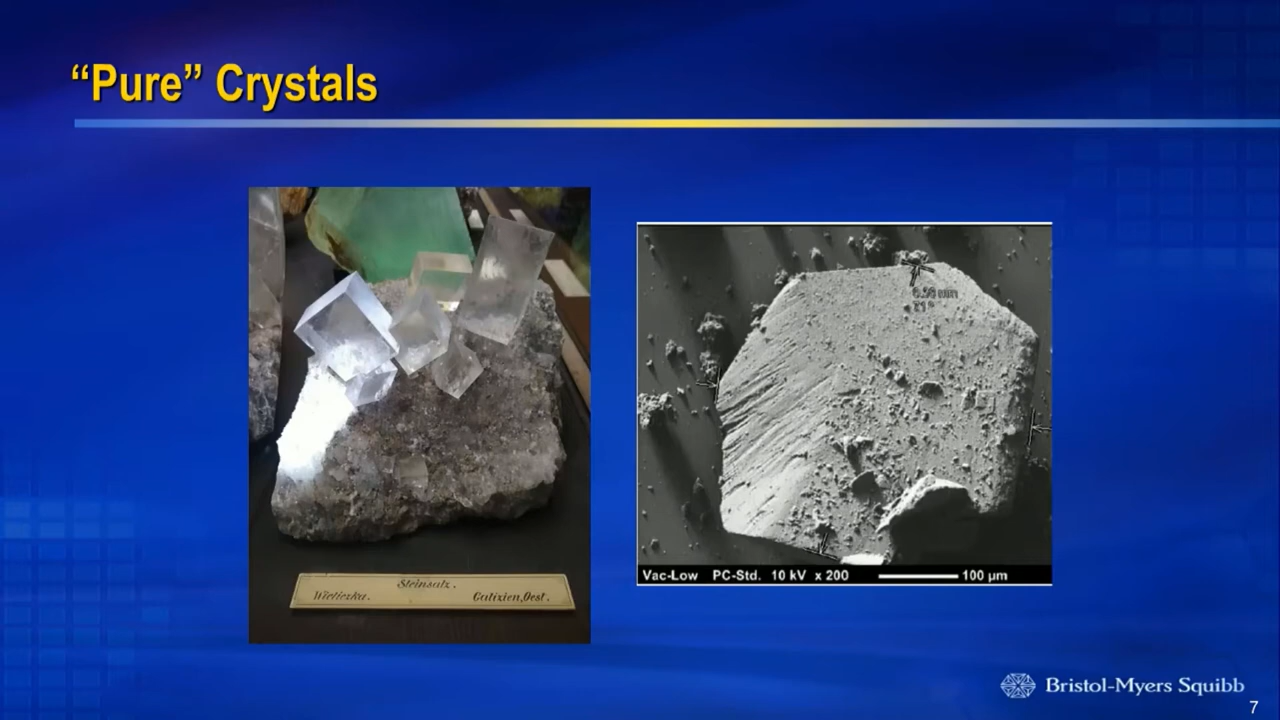 “Pure” Crystals
Steinsalz.
Wieliczka. Galizien,Oest.
71°
Vac-Low PC-Std. 10 kV x 200 100 µm
Bristol-Myers Squibb
7